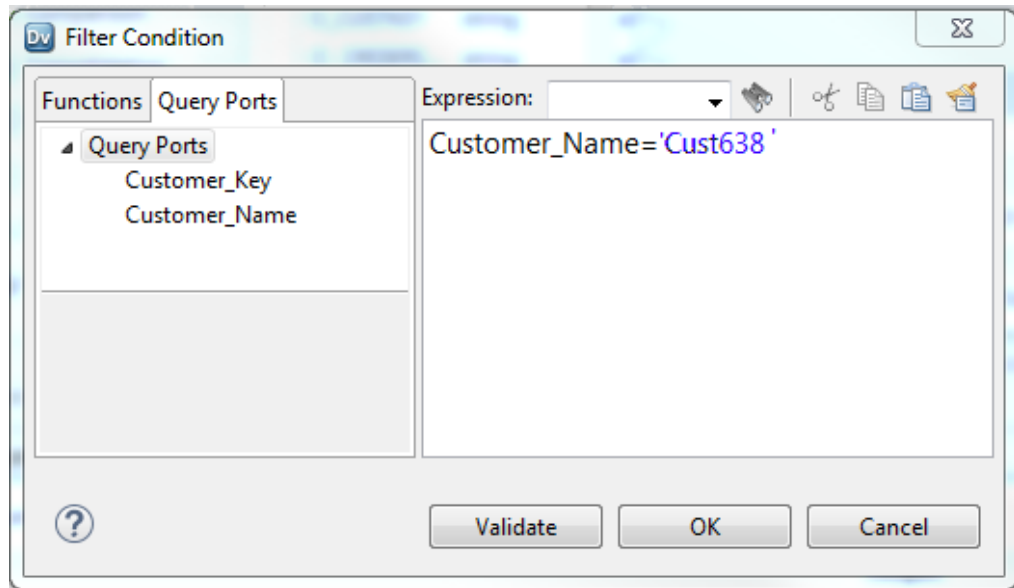 Dv Filter Condition
Functions Query Ports
Query Ports
Customer_Key
Customer_Name
Expression:
Customer_Name='Cust638 '
?
Validate OK Cancel